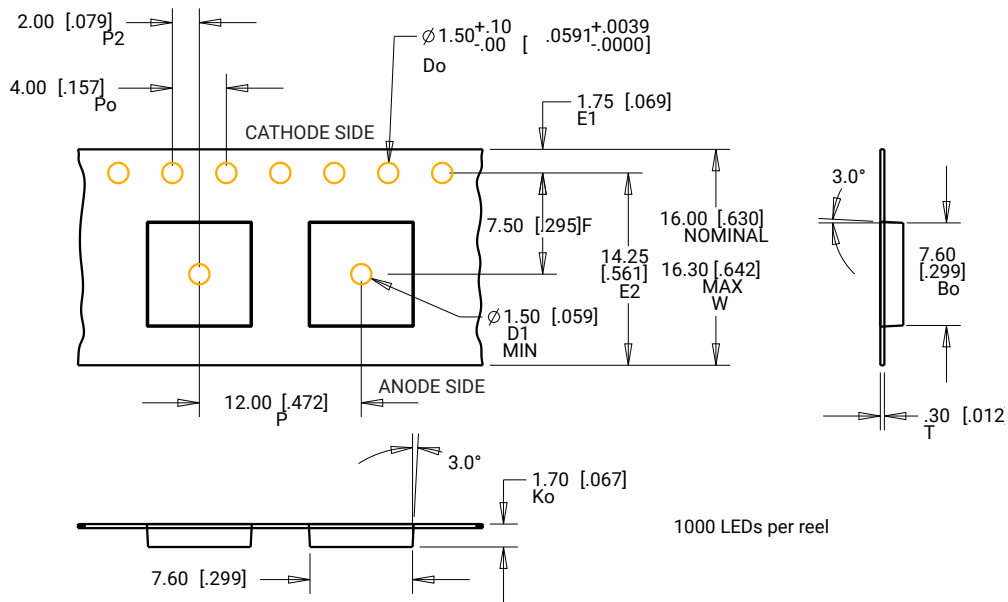 2.00 [.079]
P2
4.00 [.157]
Po
Ø1.50+.10 -.00 [ .0591+.0039 -.0000]
Do
1.75 [.069]
E1
CATHODE SIDE
3.0°
7.50 [.295]F
16.00 [.630]
NOMINAL
14.25
[.561]
E2
16.30 [.642]
MAX
W
7.60
[.299]
Bo
Ø1.50 [.059]
D1
MIN
ANODE SIDE
12.00 [.472]
P
.30 [.012]
T
3.0°
1.70 [.067]
Ko
1000 LEDs per reel
7.60 [.299]